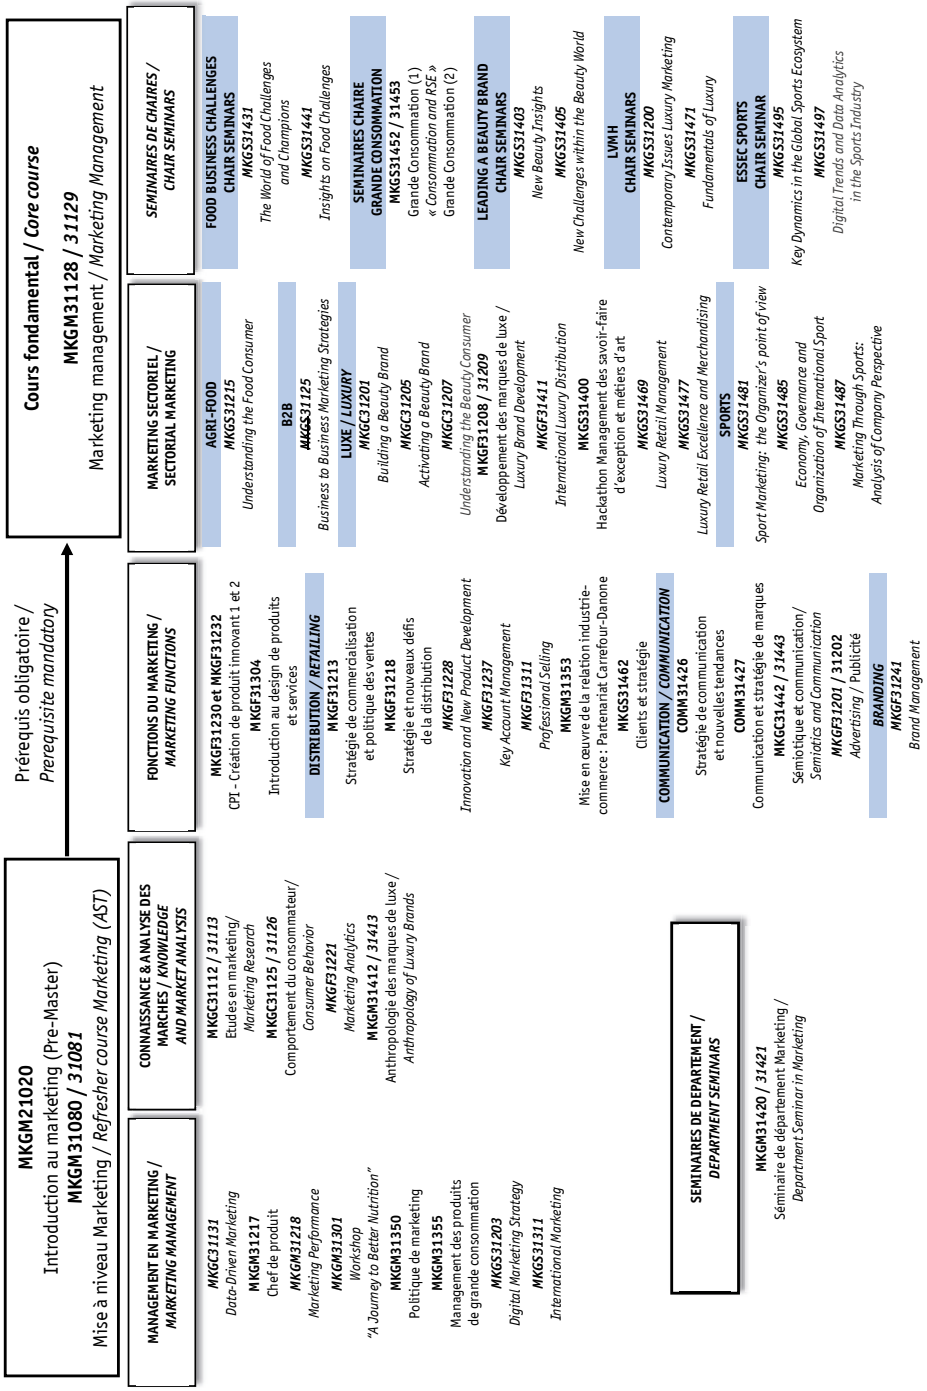 MKGM21020
Introduction au marketing (Pre-Master)
MKGM31080 / 31081
Mise à niveau Marketing / Refresher course Marketing (AST)
Prérequis obligatoire /
Prerequisite mandatory
Cours fondamental / Core course
MKGM31128 / 31129
Marketing management / Marketing Management
MANAGEMENT EN MARKETING /
MARKETING MANAGEMENT
MKGC31131
Data-Driven Marketing
MKGM31217
Chef de produit
MKGM31218
Marketing Performance
MKGM31301
Workshop
“A Journey to Better Nutrition”
MKGM31350
Politique de marketing
MKGM31355
Management des produits
de grande consommation
MKGS31203
Digital Marketing Strategy
MKGS31311
International Marketing
CONNAISSANCE & ANALYSE DES
MARCHES / KNOWLEDGE
AND MARKET ANALYSIS
MKGC31112 / 31113
Etudes en marketing/
Marketing Research
MKGC31125 / 31126
Comportement du consommateur/
Consumer Behavior
MKGF31221
Marketing Analytics
MKGM31412 / 31413
Anthropologie des marques de luxe /
Anthropology of Luxury Brands
FONCTIONS DU MARKETING /
MARKETING FUNCTIONS
MKGF31230 et MKGF31232
CPI - Création de produit innovant 1 et 2
MKGF31304
Introduction au design de produits
et services
DISTRIBUTION / RETAILING
MKGF31213
Stratégie de commercialisation
et politique des ventes
MKGF31218
Stratégie et nouveaux défis
de la distribution
MKGF31228
Innovation and New Product Development
MKGF31237
Key Account Management
MKGF31311
Professional Selling
MKGM31353
Mise en œuvre de la relation industrie-
commerce : Partenariat Carrefour-Danone
MKGS31462
Clients et stratégie
COMMUNICATION / COMMUNICATION
COMM31426
Stratégie de communication
et nouvelles tendances
COMM31427
Communication et stratégie de marques
MKGC31442 / 31443
Sémiotique et communication/
Semiotics and Communication
MKGF31201 / 31202
Advertising / Publicité
BRANDING
MKGF31241
Brand Management
MARKETING SECTORIEL /
SECTORIAL MARKETING
AGRI-FOOD
MKGS31215
Understanding the Food Consumer
B2B
MKGS31125
Business to Business Marketing Strategies
LUXE / LUXURY
MKGC31201
Building a Beauty Brand
MKGC31205
Activating a Beauty Brand
MKGC31207
Understanding the Beauty Consumer
MKGF31208 / 31209
Développement des marques de luxe /
Luxury Brand Development
MKGF31411
International Luxury Distribution
MKGS31400
Hackathon Management des savoir-faire
d’exception et métiers d’art
MKGS31469
Luxury Retail Management
MKGS31477
Luxury Retail Excellence and Merchandising
SPORTS
MKGS31481
Sport Marketing: the Organizer’s point of view
MKGS31485
Economy, Governance and
Organization of International Sport
MKGS31487
Marketing Through Sports:
Analysis of Company Perspective
SEMINAIRES DE CHAIRES /
CHAIR SEMINARS
FOOD BUSINESS CHALLENGES
CHAIR SEMINARS
MKGS31431
The World of Food Challenges
and Champions
MKGS31441
Insights on Food Challenges
SEMINAIRES CHAIRE
GRANDE CONSOMMATION
MKGS31452 / 31453
Grande Consommation (1)
« Consommation and RSE »
Grande Consommation (2)
LEADING A BEAUTY BRAND
CHAIR SEMINARS
MKGS31403
New Beauty Insights
MKGS31405
New Challenges within the Beauty World
LVMH
CHAIR SEMINARS
MKGS31200
Contemporary Issues Luxury Marketing
MKGS31471
Fundamentals of Luxury
ESSEC SPORTS
CHAIR SEMINAR
MKGS31495
Key Dynamics in the Global Sports Ecosystem
MKGS31497
Digital Trends and Data Analytics
in the Sports Industry
SEMINAIRES DE DEPARTEMENT /
DEPARTMENT SEMINARS
MKGM31420 / 31421
Séminaire de département Marketing /
Department Seminar in Marketing